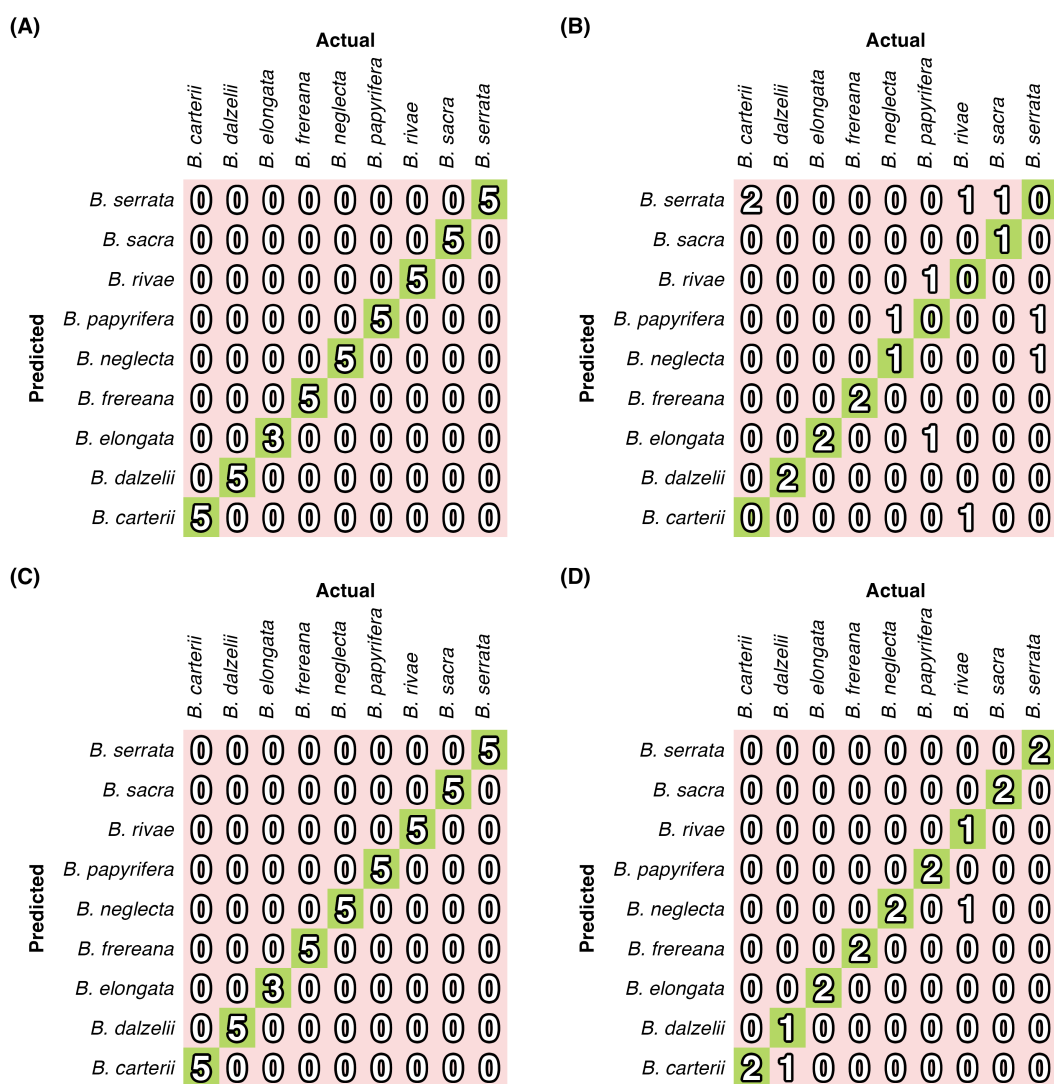 (A)
Actual
B. carterii B. dalzelii B. elongata B. frereana B. neglecta B. papyrifera B. rivae B. sacra B. serrata
Predicted
B. serrata 0 0 0 0 0 0 0 0 5
B. sacra 0 0 0 0 0 0 0 5 0
B. rivae 0 0 0 0 0 0 5 0 0
B. papyrifera 0 0 0 0 0 5 0 0 0
B. neglecta 0 0 0 0 5 0 0 0 0
B. frereana 0 0 0 5 0 0 0 0 0
B. elongata 0 0 3 0 0 0 0 0 0
B. dalzelii 0 5 0 0 0 0 0 0 0
B. carterii 5 0 0 0 0 0 0 0 0
(B)
Actual
B. carterii B. dalzelii B. elongata B. frereana B. neglecta B. papyrifera B. rivae B. sacra B. serrata
Predicted
B. serrata 2 0 0 0 0 0 1 1 0
B. sacra 0 0 0 0 0 0 0 1 0
B. rivae 0 0 0 0 0 1 0 0 0
B. papyrifera 0 0 0 0 1 0 0 0 1
B. neglecta 0 0 0 0 1 0 0 0 1
B. frereana 0 0 0 2 0 0 0 0 0
B. elongata 0 0 2 0 0 1 0 0 0
B. dalzelii 0 2 0 0 0 0 0 0 0
B. carterii 0 0 0 0 0 0 1 0 0
(C)
Actual
B. carterii B. dalzelii B. elongata B. frereana B. neglecta B. papyrifera B. rivae B. sacra B. serrata
Predicted
B. serrata 0 0 0 0 0 0 0 0 5
B. sacra 0 0 0 0 0 0 0 5 0
B. rivae 0 0 0 0 0 0 5 0 0
B. papyrifera 0 0 0 0 0 5 0 0 0
B. neglecta 0 0 0 0 5 0 0 0 0
B. frereana 0 0 0 5 0 0 0 0 0
B. elongata 0 0 3 0 0 0 0 0 0
B. dalzelii 0 5 0 0 0 0 0 0 0
B. carterii 5 0 0 0 0 0 0 0 0
(D)
Actual
B. carterii B. dalzelii B. elongata B. frereana B. neglecta B. papyrifera B. rivae B. sacra B. serrata
Predicted
B. serrata 0 0 0 0 0 0 0 0 2
B. sacra 0 0 0 0 0 0 0 2 0
B. rivae 0 0 0 0 0 0 1 0 0
B. papyrifera 0 0 0 0 0 2 0 0 0
B. neglecta 0 0 0 0 2 0 1 0 0
B. frereana 0 0 0 2 0 0 0 0 0
B. elongata 0 0 2 0 0 0 0 0 0
B. dalzelii 0 1 0 0 0 0 0 0 0
B. carterii 2 1 0 0 0 0 0 0 0